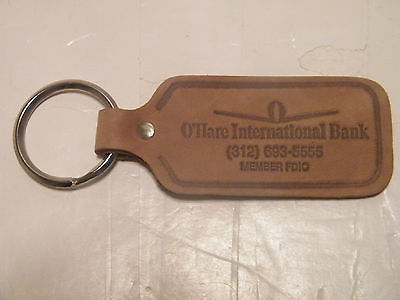 O'Hare International Bank
(312) 693-5555
MEMBER FDIC